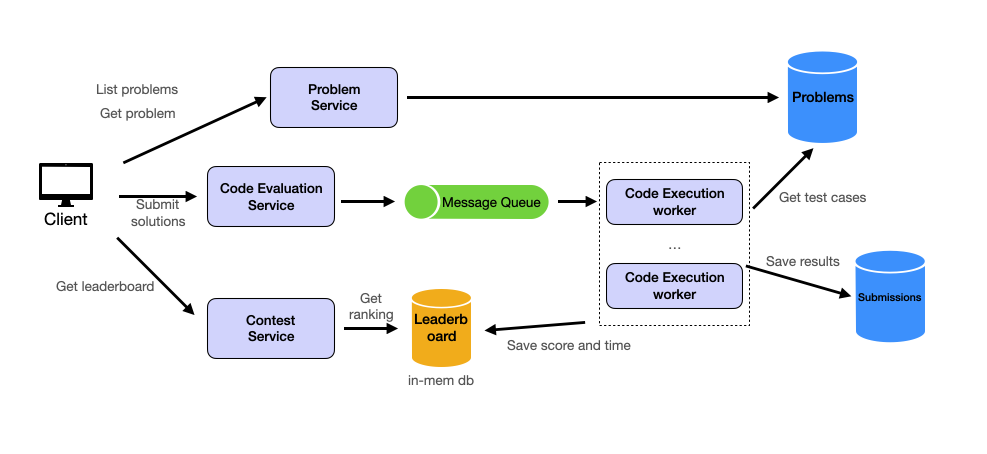 List problems
Get problem
Problem
Service
Problems
Client
Submit
solutions
Code Evaluation
Service
Message Queue
Code Execution
worker
...
Code Execution
worker
Get test cases
Save results
Submissions
Get leaderboard
Contest
Service
Get
ranking
Leaderb
oard
in-mem db
Save score and time